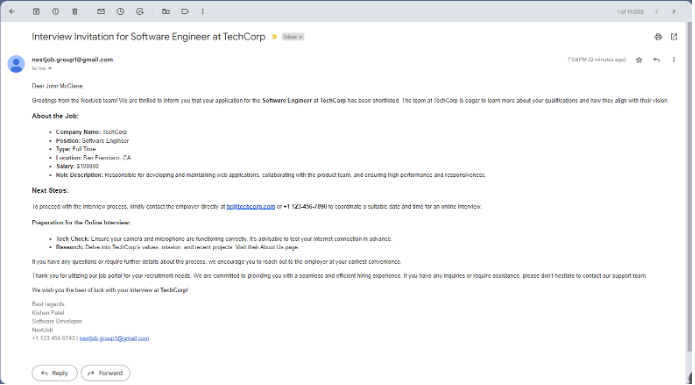 1 of 15,002
Interview Invitation for Software Engineer at TechCorp
Inbox x
nextjob.group1@gmail.com
7:04 PM (0 minutes ago)
to me
Dear John McClane,
Greetings from the NextJob team! We are thrilled to inform you that your application for the Software Engineer at TechCorp has been shortlisted. The team at TechCorp is eager to learn more about your qualifications and how they align with their vision.
About the Job:
• Company Name: TechCorp
• Position: Software Engineer
• Type: Full Time
• Location: San Francisco, CA
• Salary: $100000
• Role Description: Responsible for developing and maintaining web applications, collaborating with the product team, and ensuring high performance and responsiveness.
Next Steps:
To proceed with the interview process, kindly contact the employer directly at hr@techcorp.com or +1 123-456-7890 to coordinate a suitable date and time for an online interview.
Preparation for the Online Interview:
• Tech Check: Ensure your camera and microphone are functioning correctly. It's advisable to test your internet connection in advance.
• Research: Delve into TechCorp's values, mission, and recent projects. Visit their About Us page.
If you have any questions or require further details about the process, we encourage you to reach out to the employer at your earliest convenience.
Thank you for utilizing our job portal for your recruitment needs. We are committed to providing you with a seamless and efficient hiring experience. If you have any inquiries or require assistance, please don't hesitate to contact our support team.
We wish you the best of luck with your interview at TechCorp!
Best regards,
Kishan Patel
Software Developer
NextJob
+1 123 456 6743 | nextjob.group1@gmail.com
Reply
Forward